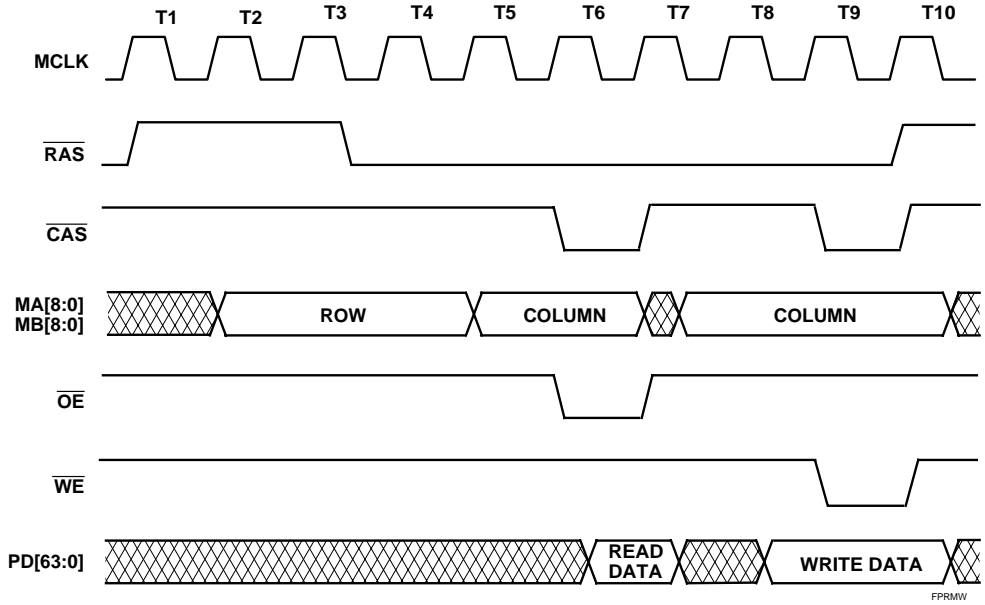 T1 T2 T3 T4 T5 T6 T7 T8 T9 T10
MCLK
RAS
CAS
MA[8:0]
MB[8:0]
ROW COLUMN COLUMN
OE
WE
PD[63:0]
READ
DATA
WRITE DATA
FPRMW